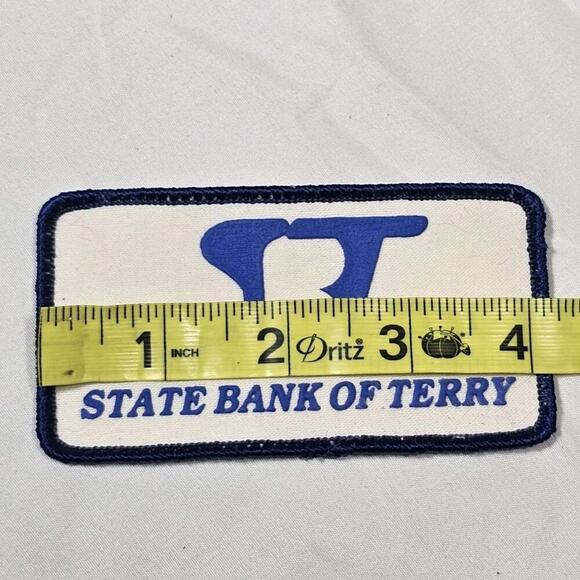 1 INCH 2 Dritz® 3 4
STATE BANK OF TERRY